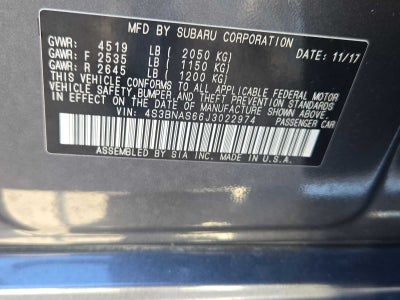 MFD BY SUBARU CORPORATION
GVWR: 4519 LB ( 2050 KG) DATE: 11/17
GAWR: F 2535 LB ( 1150 KG)
GAWR: R 2645 LB ( 1200 KG)
THIS VEHICLE CONFORMS TO ALL APPLICABLE FEDERAL MOTOR
VEHICLE SAFETY BUMPER AND THEFT PREVENTION STANDARDS
IN EFFECT ON THE DATE OF MANUFACTURE SHOWN ABOVE.
VIN: 4S3BNAS66J3022974 PASSENGER CAR
ASSEMBLED BY SIA INC. MADE IN U.S.A.